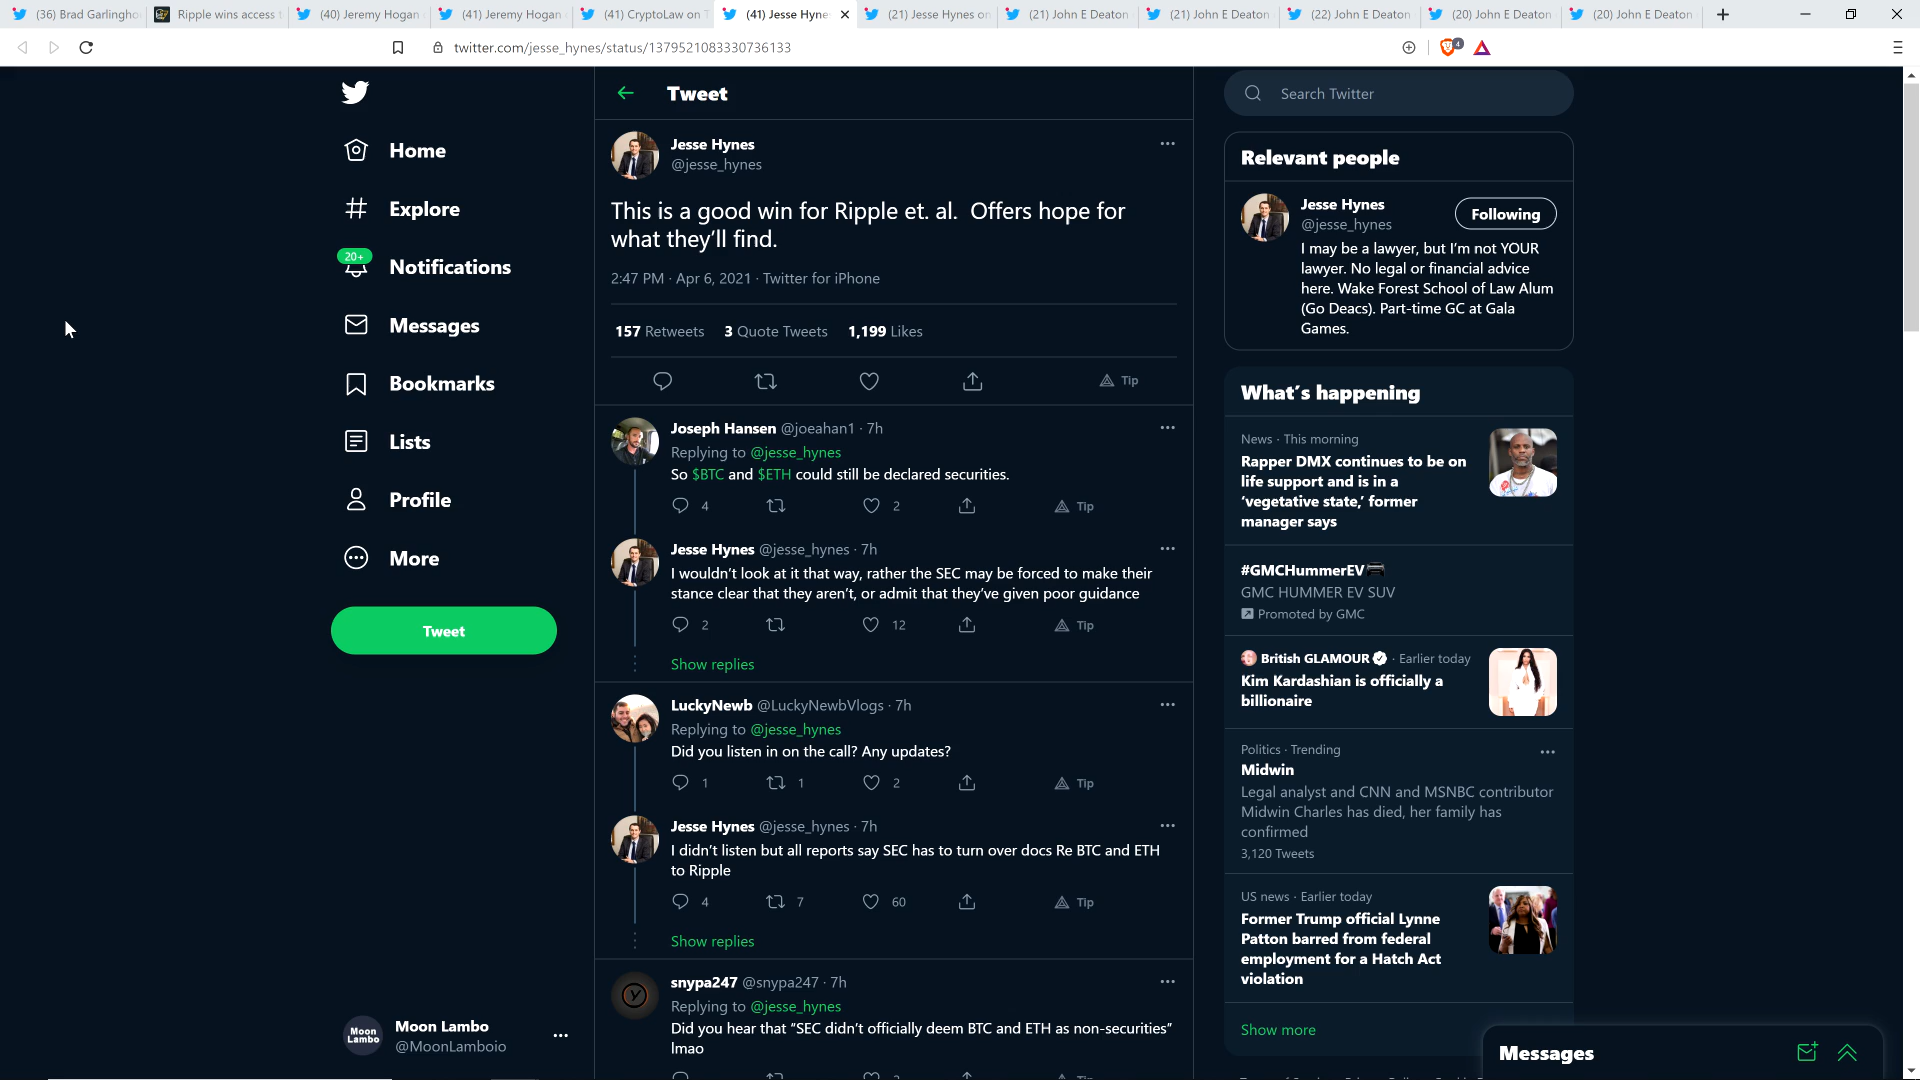 (36) Brad Garlingho
Ripple wins access t
(40) Jeremy Hogan
(41) Jeremy Hogan
(41) CryptoLaw on T
(41) Jesse Hyne
(21) Jesse Hynes on
(21) John E Deaton
(21) John E Deaton
(22) John E Deaton
(20) John E Deaton
(20) John E Deaton
twitter.com/jesse_hynes/status/1379521083330736133
4
Home
Explore
20+
Notifications
Messages
Bookmarks
Lists
Profile
More
Tweet
Moon Lambo
Moon Lambo
@MoonLamboio
Tweet
Jesse Hynes
@jesse_hynes
This is a good win for Ripple et. al.  Offers hope for
what they’ll find.
2:47 PM · Apr 6, 2021 · Twitter for iPhone
157 Retweets 3 Quote Tweets 1,199 Likes
Tip
Joseph Hansen @joeahan1 · 7h
Replying to @jesse_hynes
So $BTC and $ETH could still be declared securities.
4 2 Tip
Jesse Hynes @jesse_hynes · 7h
I wouldn’t look at it that way, rather the SEC may be forced to make their
stance clear that they aren’t, or admit that they’ve given poor guidance
2 12 Tip
Show replies
LuckyNewb @LuckyNewbVlogs · 7h
Replying to @jesse_hynes
Did you listen in on the call? Any updates?
1 1 2 Tip
Jesse Hynes @jesse_hynes · 7h
I didn’t listen but all reports say SEC has to turn over docs Re BTC and ETH
to Ripple
4 7 60 Tip
Show replies
snypa247 @snypa247 · 7h
Replying to @jesse_hynes
Did you hear that “SEC didn’t officially deem BTC and ETH as non-securities”
lmao
Search Twitter
Relevant people
Jesse Hynes
@jesse_hynes
Following
I may be a lawyer, but I’m not YOUR
lawyer. No legal or financial advice
here. Wake Forest School of Law Alum
(Go Deacs). Part-time GC at Gala
Games.
What’s happening
News · This morning
Rapper DMX continues to be on
life support and is in a
‘vegetative state,’ former
manager says
#GMCHummerEV
GMC HUMMER EV SUV
Promoted by GMC
British GLAMOUR · Earlier today
Kim Kardashian is officially a
billionaire
Politics · Trending
Midwin
Legal analyst and CNN and MSNBC contributor
Midwin Charles has died, her family has
confirmed
3,120 Tweets
US news · Earlier today
Former Trump official Lynne
Patton barred from federal
employment for a Hatch Act
violation
Show more
Messages